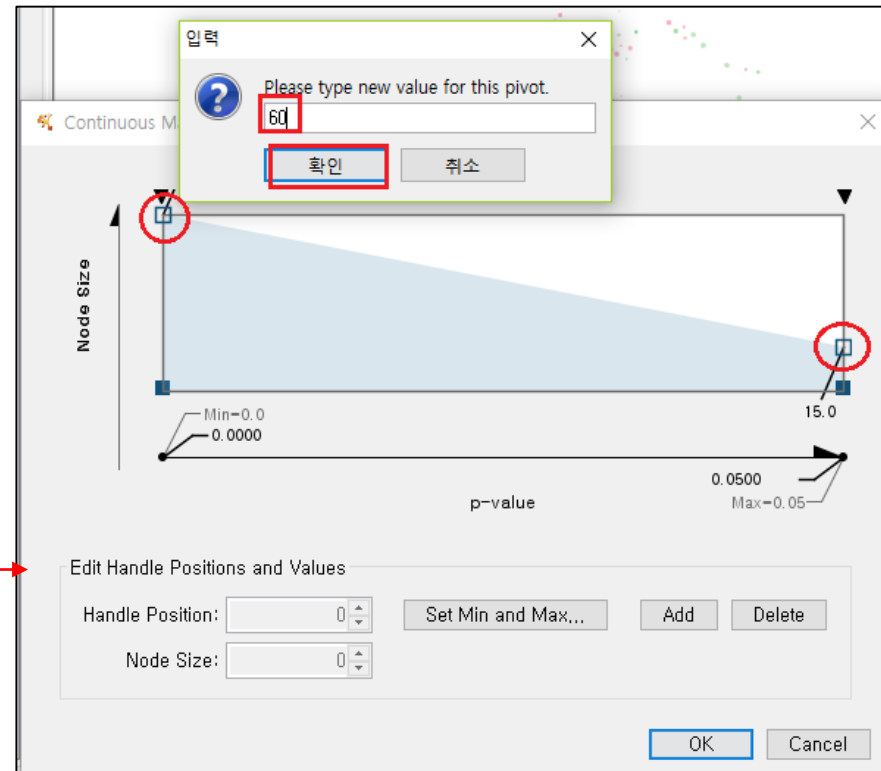 입력
Please type new value for this pivot.
60
확인
취소
Continuous Ma
Node Size
15.0
Min=0.0
0.0000
0.0500
Max=0.05
p-value
Edit Handle Positions and Values
Handle Position:
0
Set Min and Max...
Add
Delete
Node Size:
0
OK
Cancel